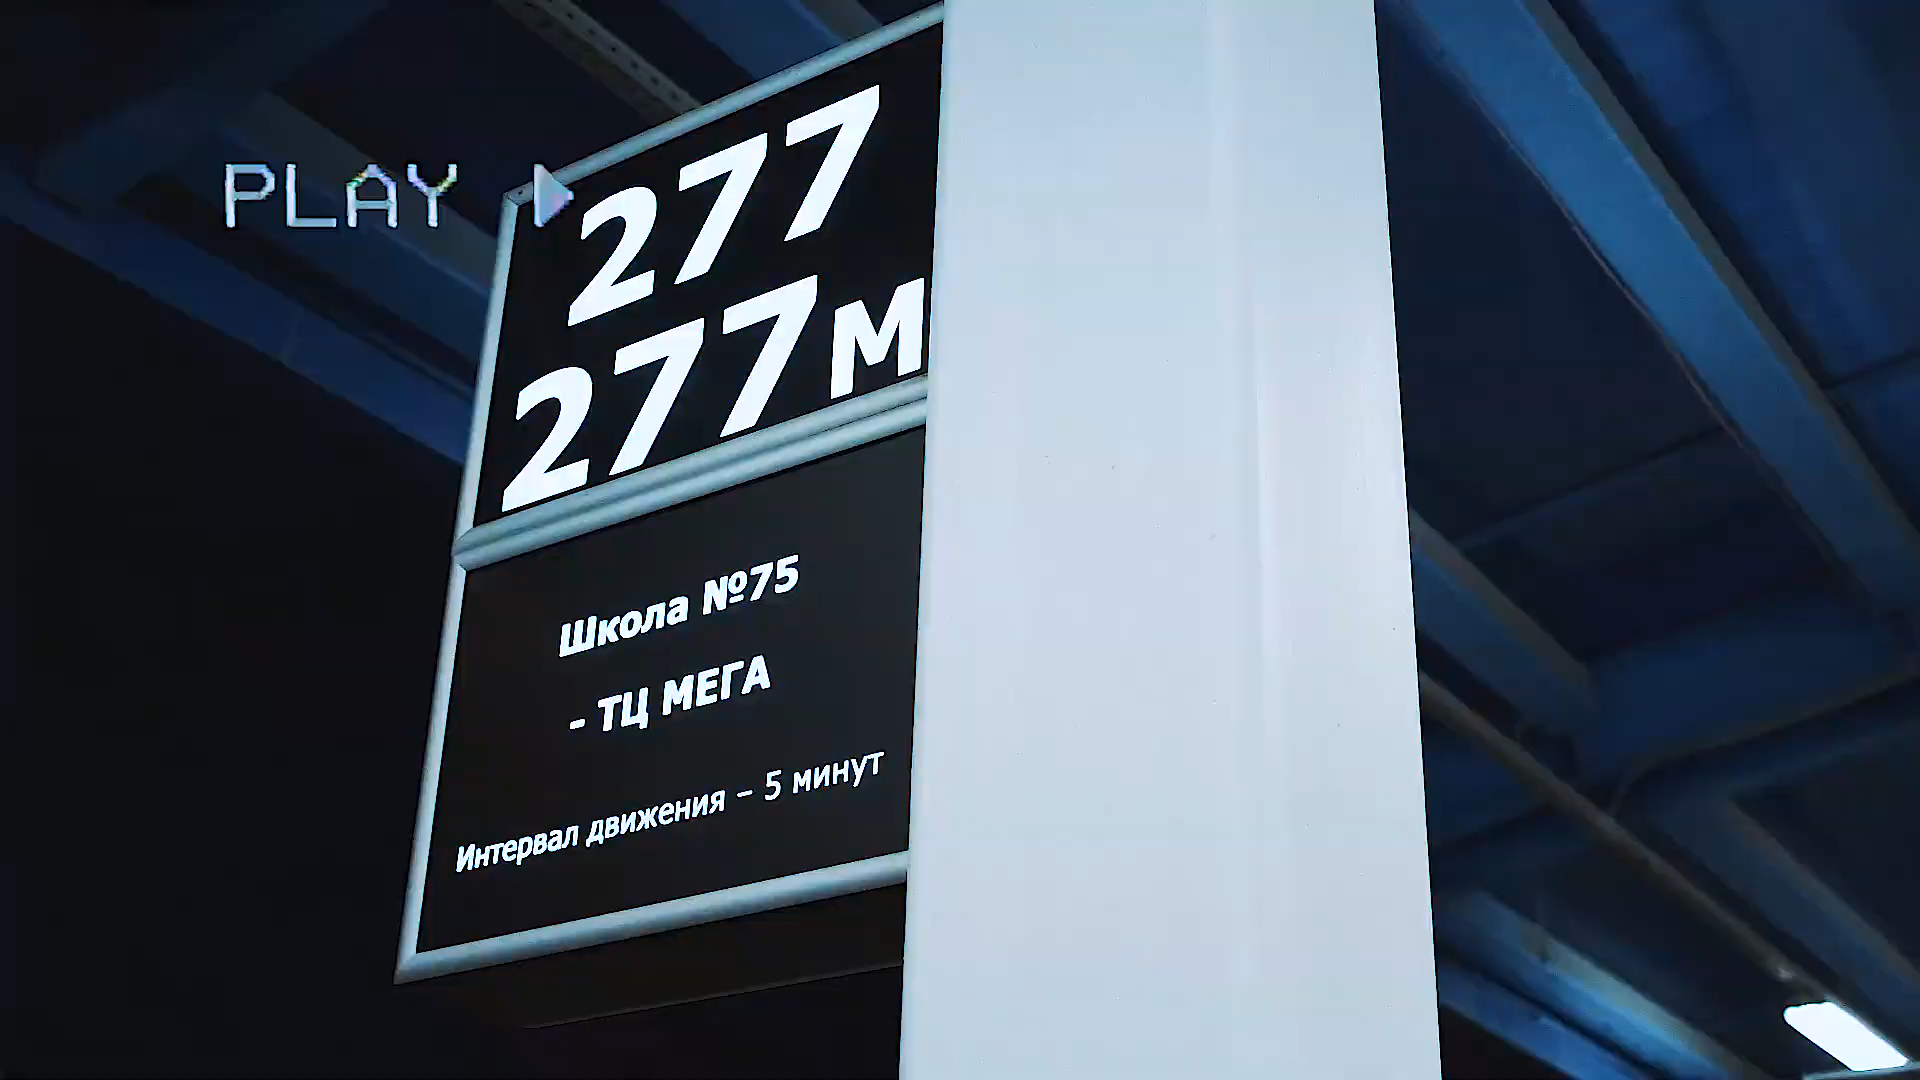 PLAY
277
277м
Школа №75
- ТЦ МЕГА
Интервал движения – 5 минут